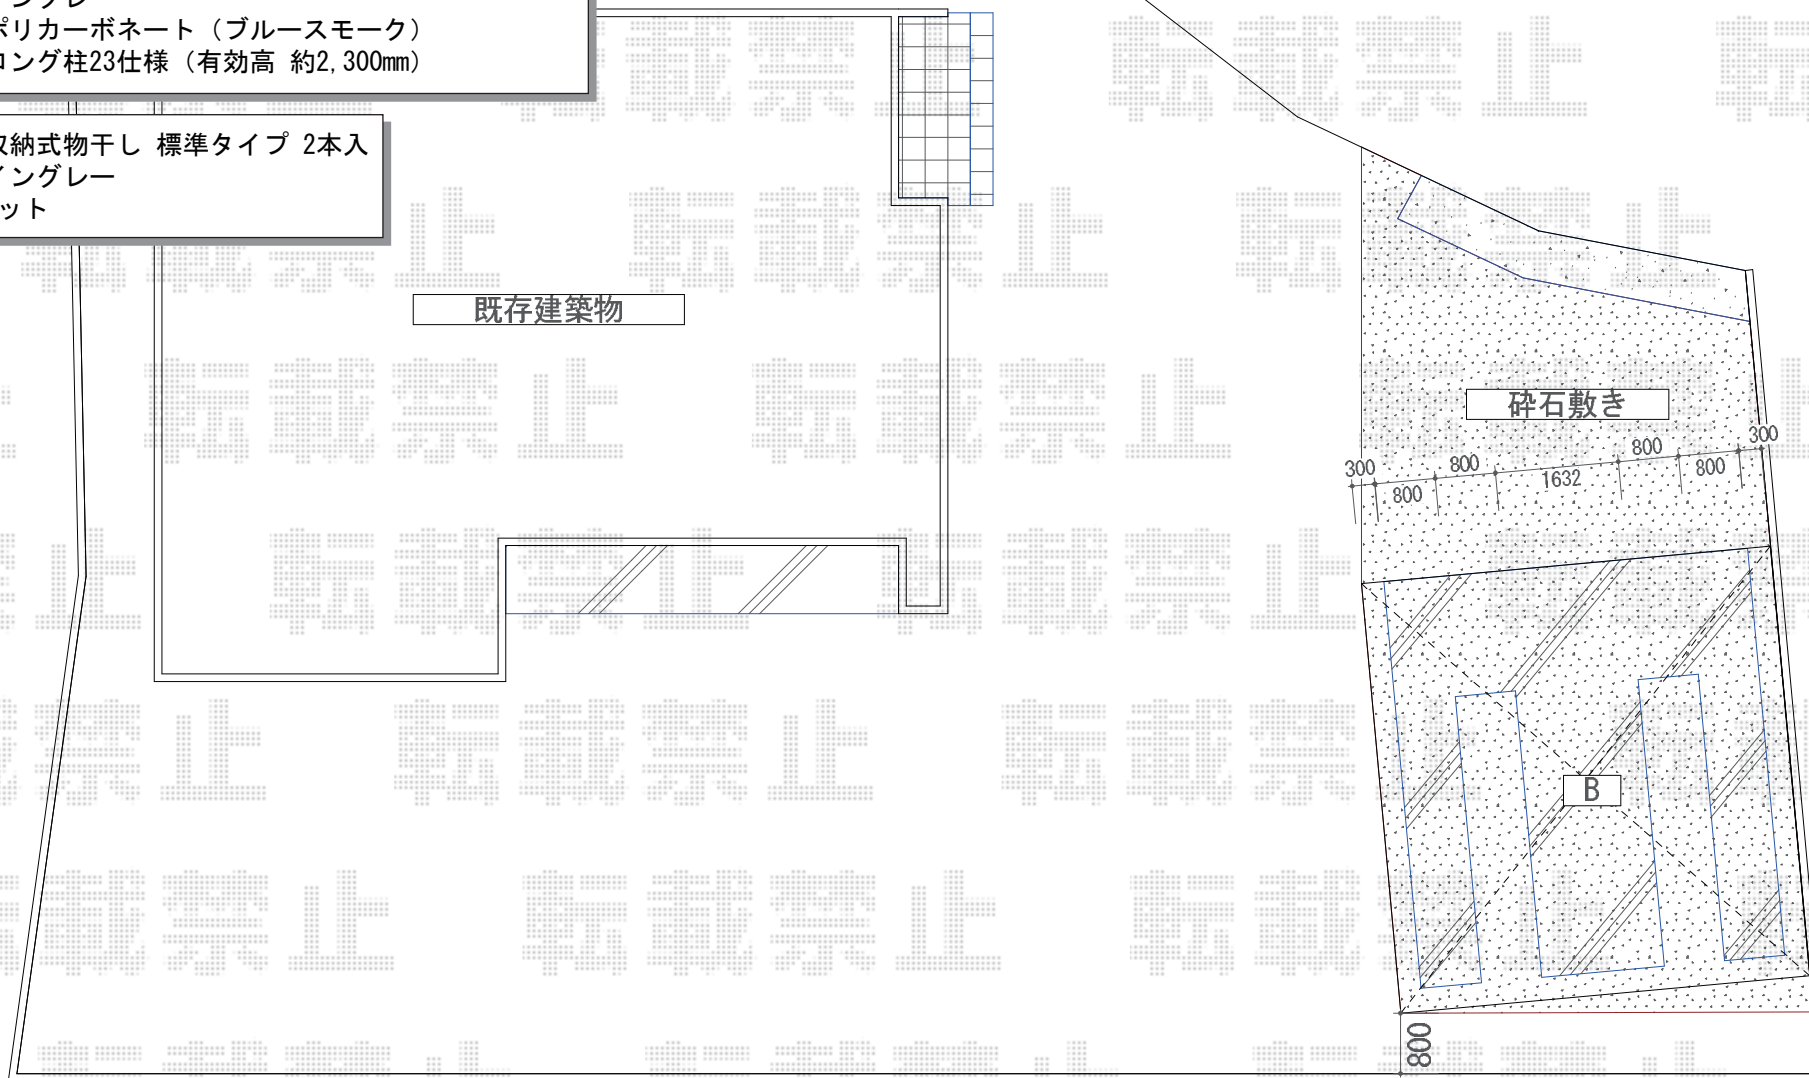 ポリカーボネート（ブルースモーク）
ロング柱23仕様（有効高 約2,300mm）
収納式物干し 標準タイプ 2本入
イングレー
ット
既存建築物
砕石敷き
300 800 800 1632 800 800 300
B
800
転載禁止